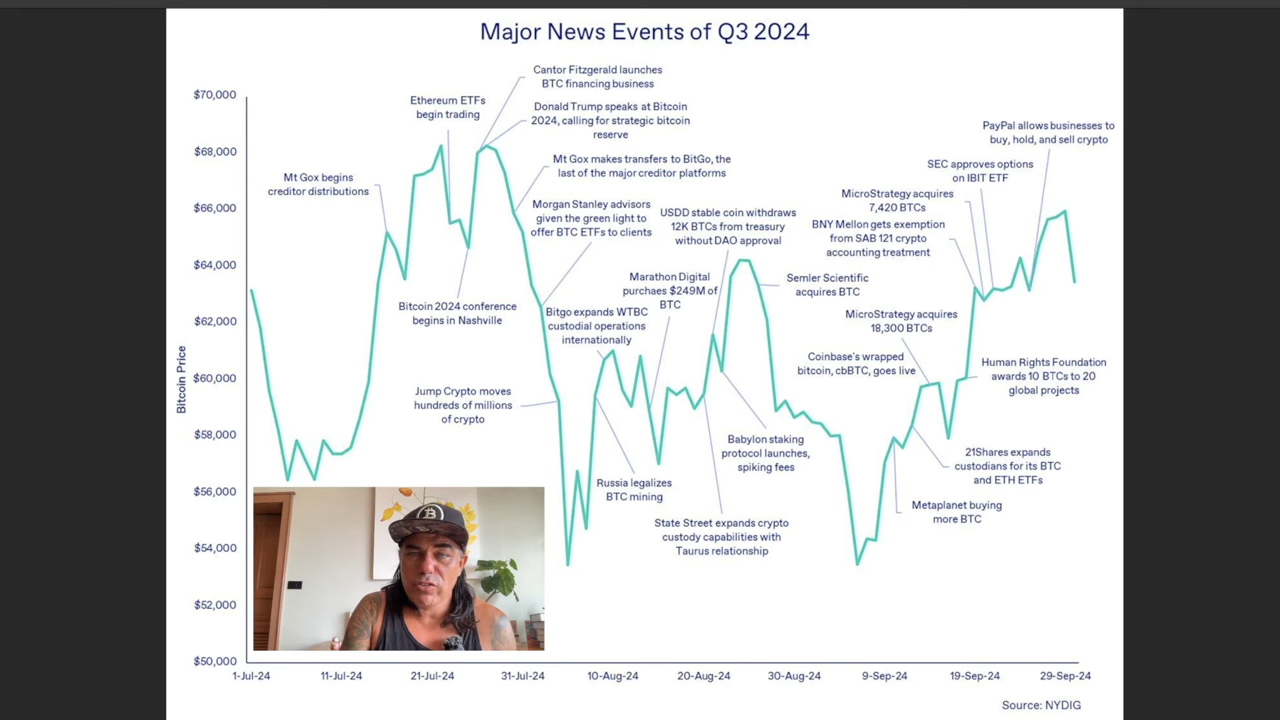 Major News Events of Q3 2024
Cantor Fitzgerald launches
BTC financing business
Ethereum ETFs
begin trading
Donald Trump speaks at Bitcoin
2024, calling for strategic bitcoin
reserve
PayPal allows businesses to
buy, hold, and sell crypto
Mt Gox begins
creditor distributions
Mt Gox makes transfers to BitGo, the
last of the major creditor platforms
SEC approves options
on IBIT ETF
MicroStrategy acquires
7,420 BTCs
Morgan Stanley advisors
given the green light to
offer BTC ETFs to clients
USDD stable coin withdraws
12K BTCs from treasury
without DAO approval
BNY Mellon gets exemption
from SAB 121 crypto
accounting treatment
Marathon Digital
purchaes $249M of
BTC
Semler Scientific
acquires BTC
Bitcoin 2024 conference
begins in Nashville
Bitgo expands WTBC
custodial operations
internationally
MicroStrategy acquires
18,300 BTCs
Coinbase's wrapped
bitcoin, cbBTC, goes live
Human Rights Foundation
awards 10 BTCs to 20
global projects
Jump Crypto moves
hundreds of millions
of crypto
Babylon staking
protocol launches,
spiking fees
21Shares expands
custodians for its BTC
and ETH ETFs
Russia legalizes
BTC mining
Metaplanet buying
more BTC
State Street expands crypto
custody capabilities with
Taurus relationship
Bitcoin Price
$70,000
$68,000
$66,000
$64,000
$62,000
$60,000
$58,000
$56,000
$54,000
$52,000
$50,000
1-Jul-24
11-Jul-24
21-Jul-24
31-Jul-24
10-Aug-24
20-Aug-24
30-Aug-24
9-Sep-24
19-Sep-24
29-Sep-24
Source: NYDIG